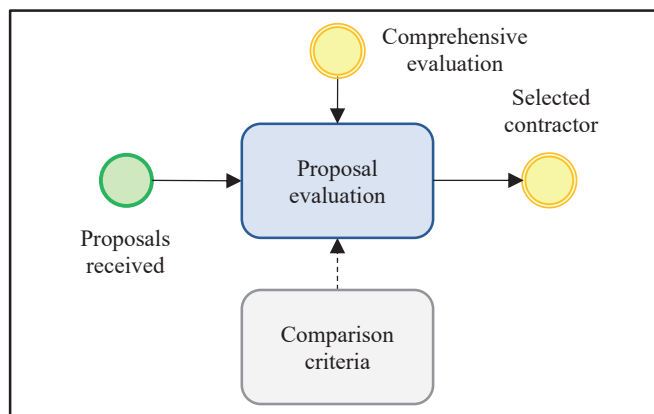 Comprehensive
evaluation
Selected
contractor
Proposal
evaluation
Proposals
received
Comparison
criteria